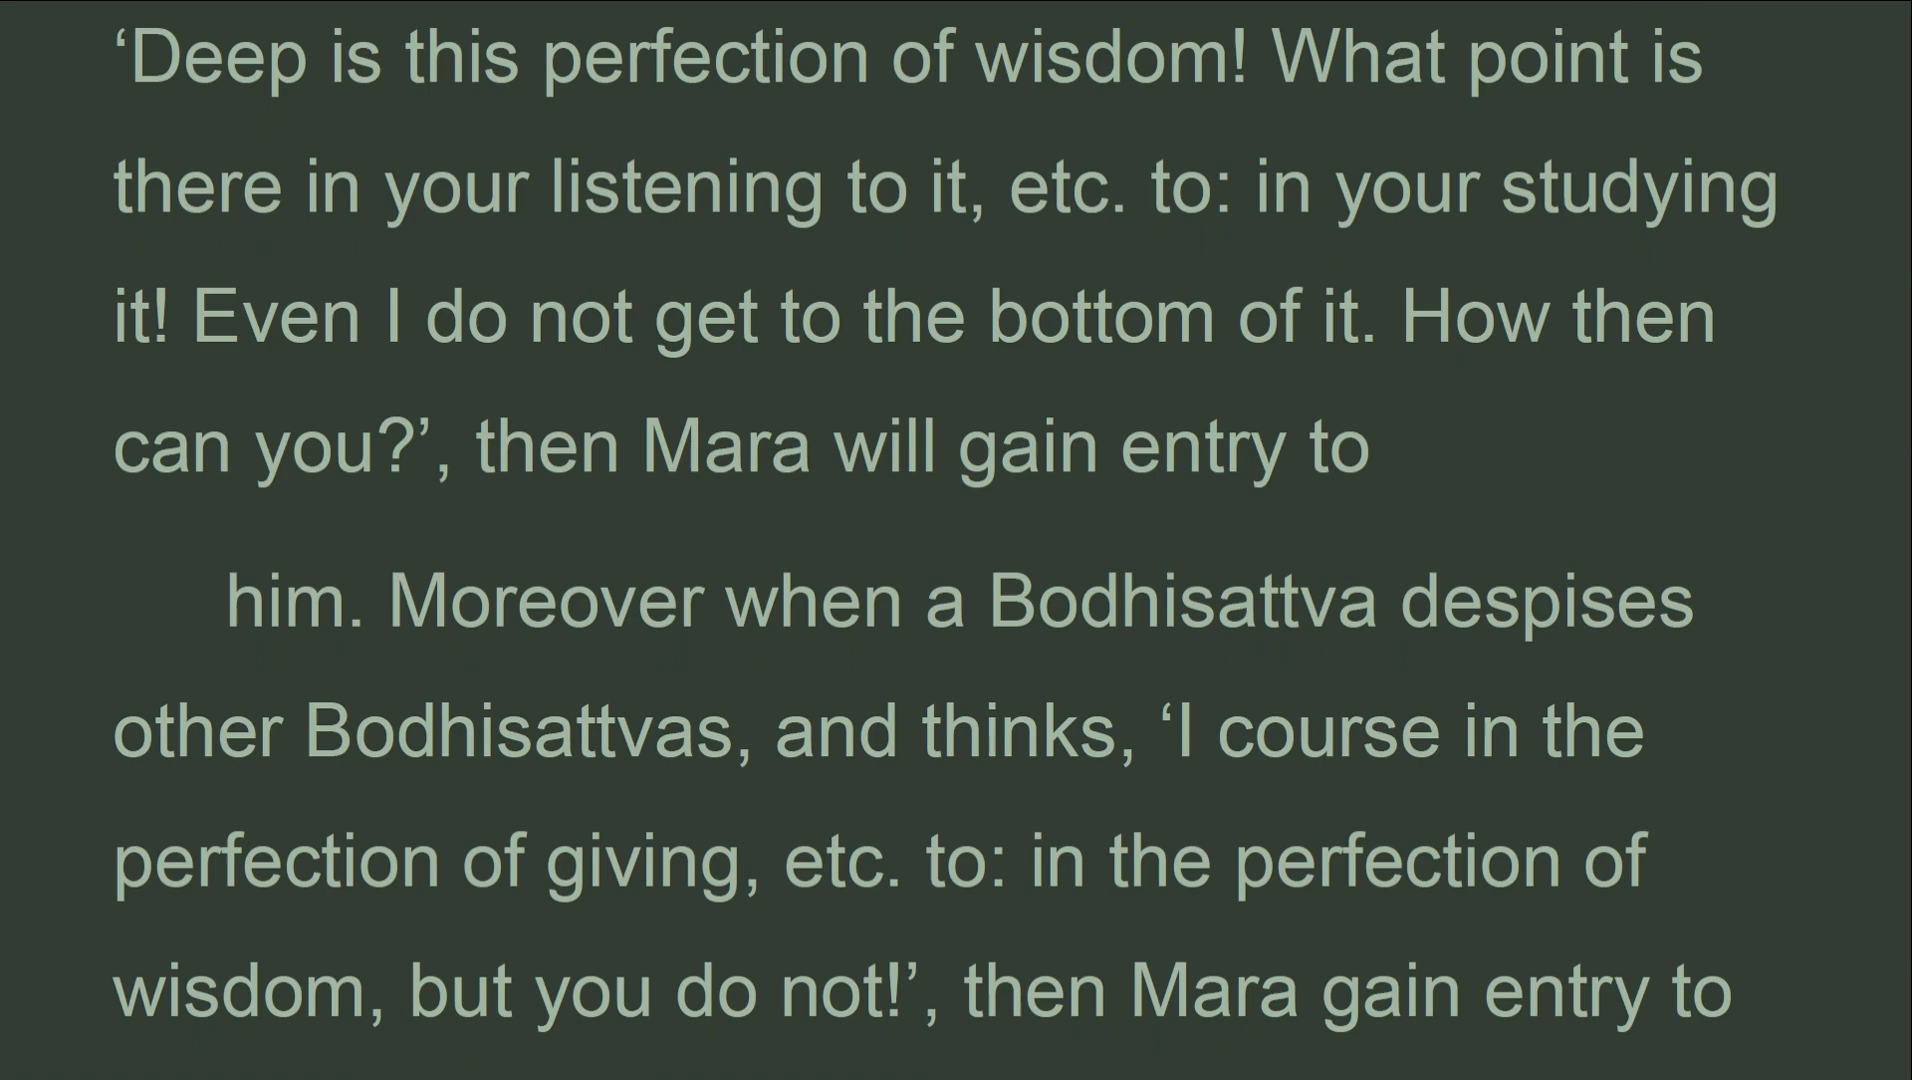 ‘Deep is this perfection of wisdom! What point is
there in your listening to it, etc. to: in your studying
it! Even I do not get to the bottom of it. How then
can you?’, then Mara will gain entry to
him. Moreover when a Bodhisattva despises
other Bodhisattvas, and thinks, ‘I course in the
perfection of giving, etc. to: in the perfection of
wisdom, but you do not!’, then Mara gain entry to